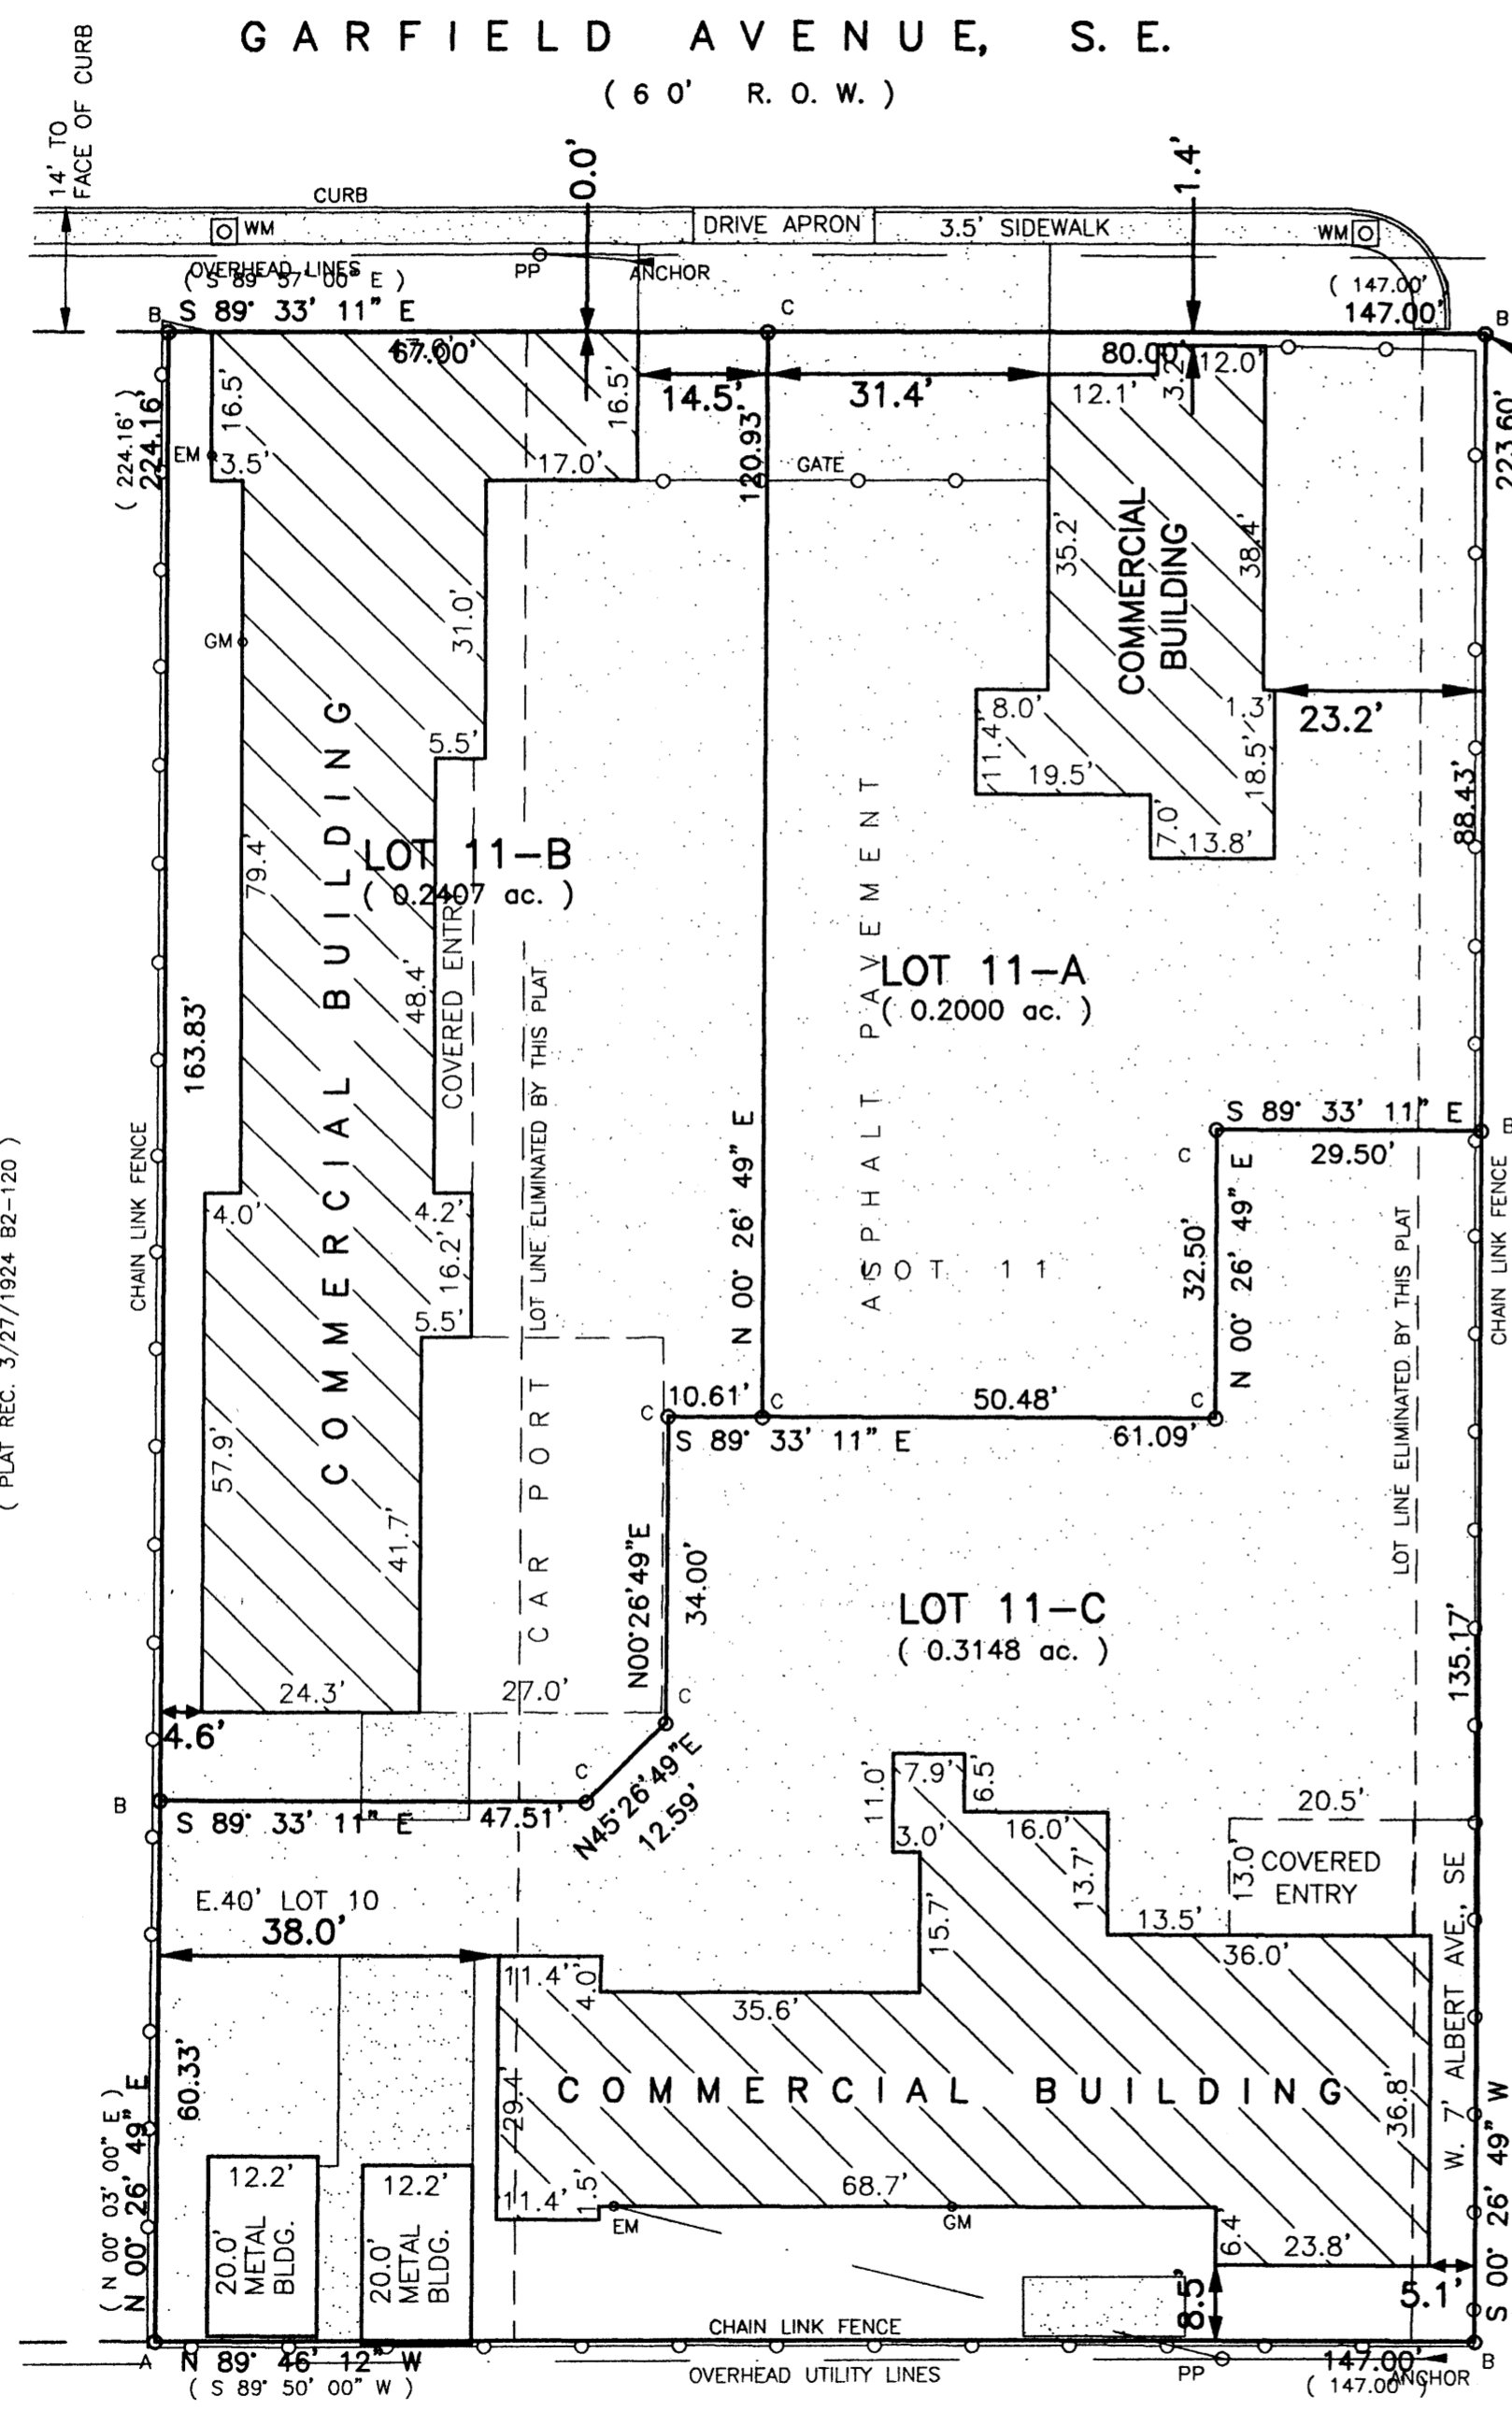 GARFIELD AVENUE, S. E.
( 60' R. O. W. )
14' TO
FACE OF CURB
0.0'
1.4'
CURB
WM
DRIVE APRON
3.5' SIDEWALK
WM
OVERHEAD LINES
( S 89° 57' 00" E )
PP
ANCHOR
( 147.00' )
B
S 89° 33' 11" E
C
147.00'
B
67.00'
80.00'
12.0'
16.5'
16.5'
14.5'
31.4'
12.1'
3.2'
( 224.16' )
224.16'
120.93'
223.60'
EM
3.5'
17.0'
GATE
35.2'
COMMERCIAL
BUILDING
38.4'
31.0'
GM
5.5'
8.0'
1.3'
23.2'
11.4'
19.5'
18.5'
7.0'
13.8'
88.43'
79.4'
COMMERCIAL BUILDING
LOT 11-B
( 0.2407 ac. )
COVERED ENTRY
48.4'
LOT LINE ELIMINATED BY THIS PLAT
ASPHALT PAVEMENT
LOT 11-A
( 0.2000 ac. )
163.83'
N 00° 26' 49" E
S 89° 33' 11" E
B
C
29.50'
CHAIN LINK FENCE
( PLAT REC. 3/27/1924 B2-120 )
4.0'
4.2'
16.2'
5.5'
32.50'
N 00° 26' 49" E
CHAIN LINK FENCE
LOT LINE ELIMINATED BY THIS PLAT
OT 11
10.61'
C
50.48'
C
C
S 89° 33' 11" E
61.09'
57.9'
41.7'
CAR PORT
N00°26'49"E
34.00'
LOT 11-C
( 0.3148 ac. )
135.17'
24.3'
27.0'
C
4.6'
C
N45°26'49"E
12.59'
B
S 89° 33' 11" E
47.51'
11.0'
7.9'
6.5'
16.0'
20.5'
3.0'
13.7'
13.0'
COVERED
ENTRY
E.40' LOT 10
38.0'
15.7'
13.5'
36.0'
W. 7' ALBERT AVE., SE
11.4'
4.0'
35.6'
60.33'
29.4'
COMMERCIAL BUILDING
36.8'
( N 00° 03' 00" E )
N 00° 26' 49" E
S 00° 26' 49" W
12.2'
20.0'
METAL
BLDG.
12.2'
20.0'
METAL
BLDG.
11.4'
1.5'
68.7'
EM
GM
6.4
23.8'
8.5'
5.1'
CHAIN LINK FENCE
A
N 89° 46' 12" W
( S 89° 50' 00" W )
OVERHEAD UTILITY LINES
PP
147.00'
( 147.00' )
ANCHOR
B